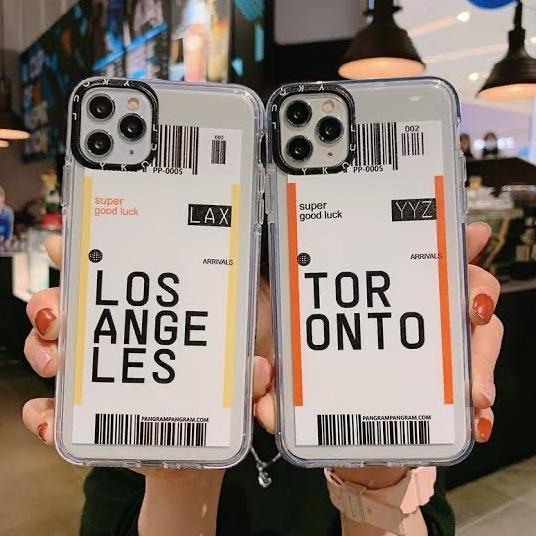 002
PP-0005
super
good luck
LAX
ARRIVALS
LOS
ANGE
LES
PANGRAMPANGRAM.COM
002
PP-0005
super
good luck
YYZ
ARRIVALS
TOR
ONTO
PANGRAMPANGRAM.COM